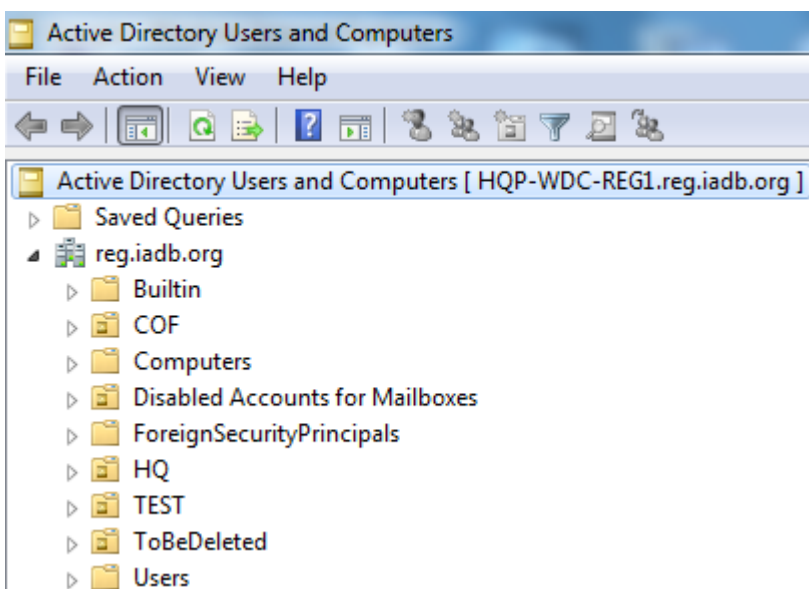 Active Directory Users and Computers
File Action View Help
Active Directory Users and Computers [ HQP-WDC-REG1.reg.iadb.org ]
Saved Queries
reg.iadb.org
Builtin
COF
Computers
Disabled Accounts for Mailboxes
ForeignSecurityPrincipals
HQ
TEST
ToBeDeleted
Users